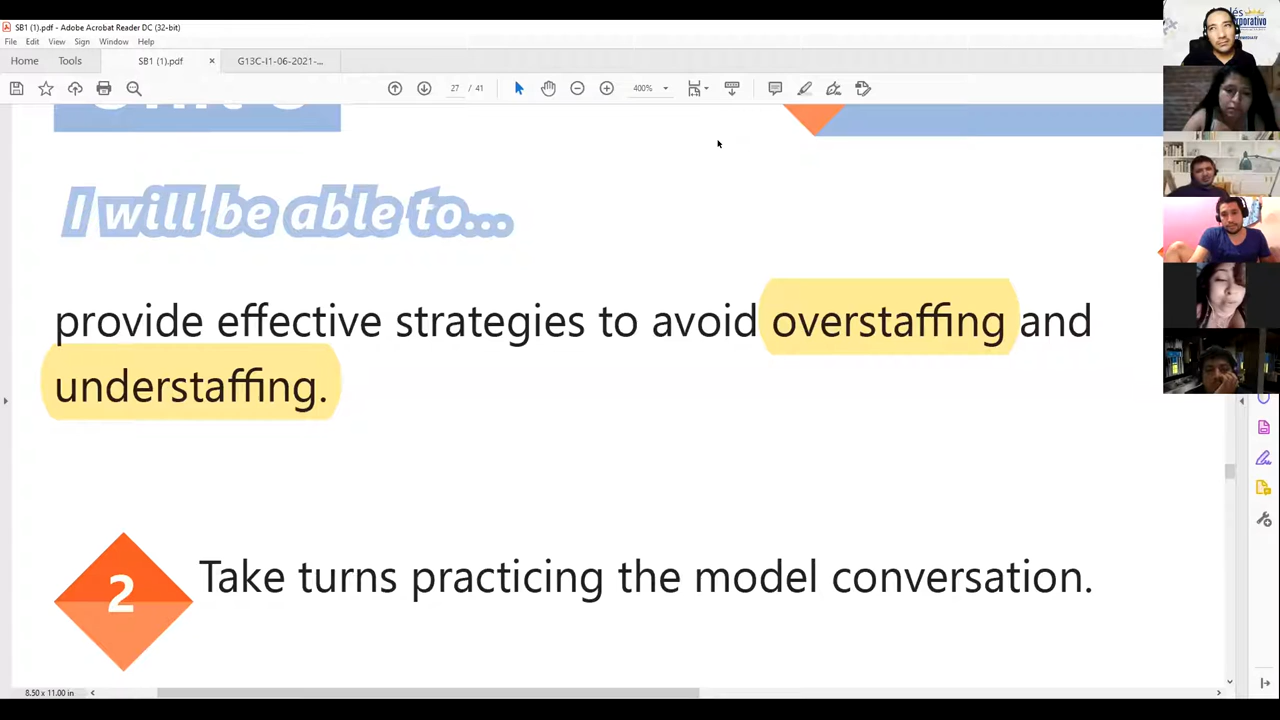 SB1 (1).pdf - Adobe Acrobat Reader DC (32-bit)
File Edit View Sign Window Help
Home Tools SB1 (1).pdf × G13C-I1-06-2021-...
27 / 41 400%
I will be able to...
provide effective strategies to avoid overstaffing and
understaffing.
2 Take turns practicing the model conversation.
8.50 x 11.00 in